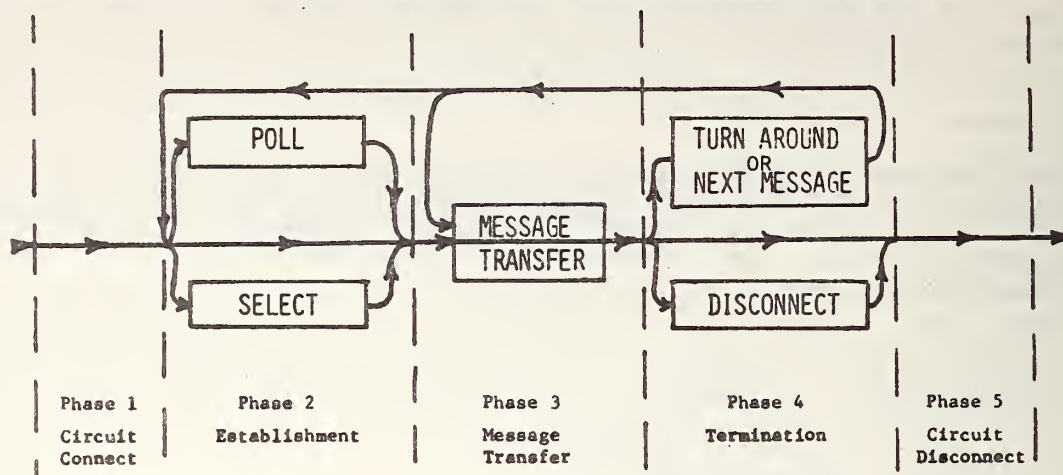 POLL
TURN AROUND
OR
NEXT MESSAGE
MESSAGE
TRANSFER
SELECT
DISCONNECT
Phase 1
Circuit
Connect
Phase 2
Establishment
Phase 3
Message
Transfer
Phase 4
Termination
Phase 5
Circuit
Disconnect